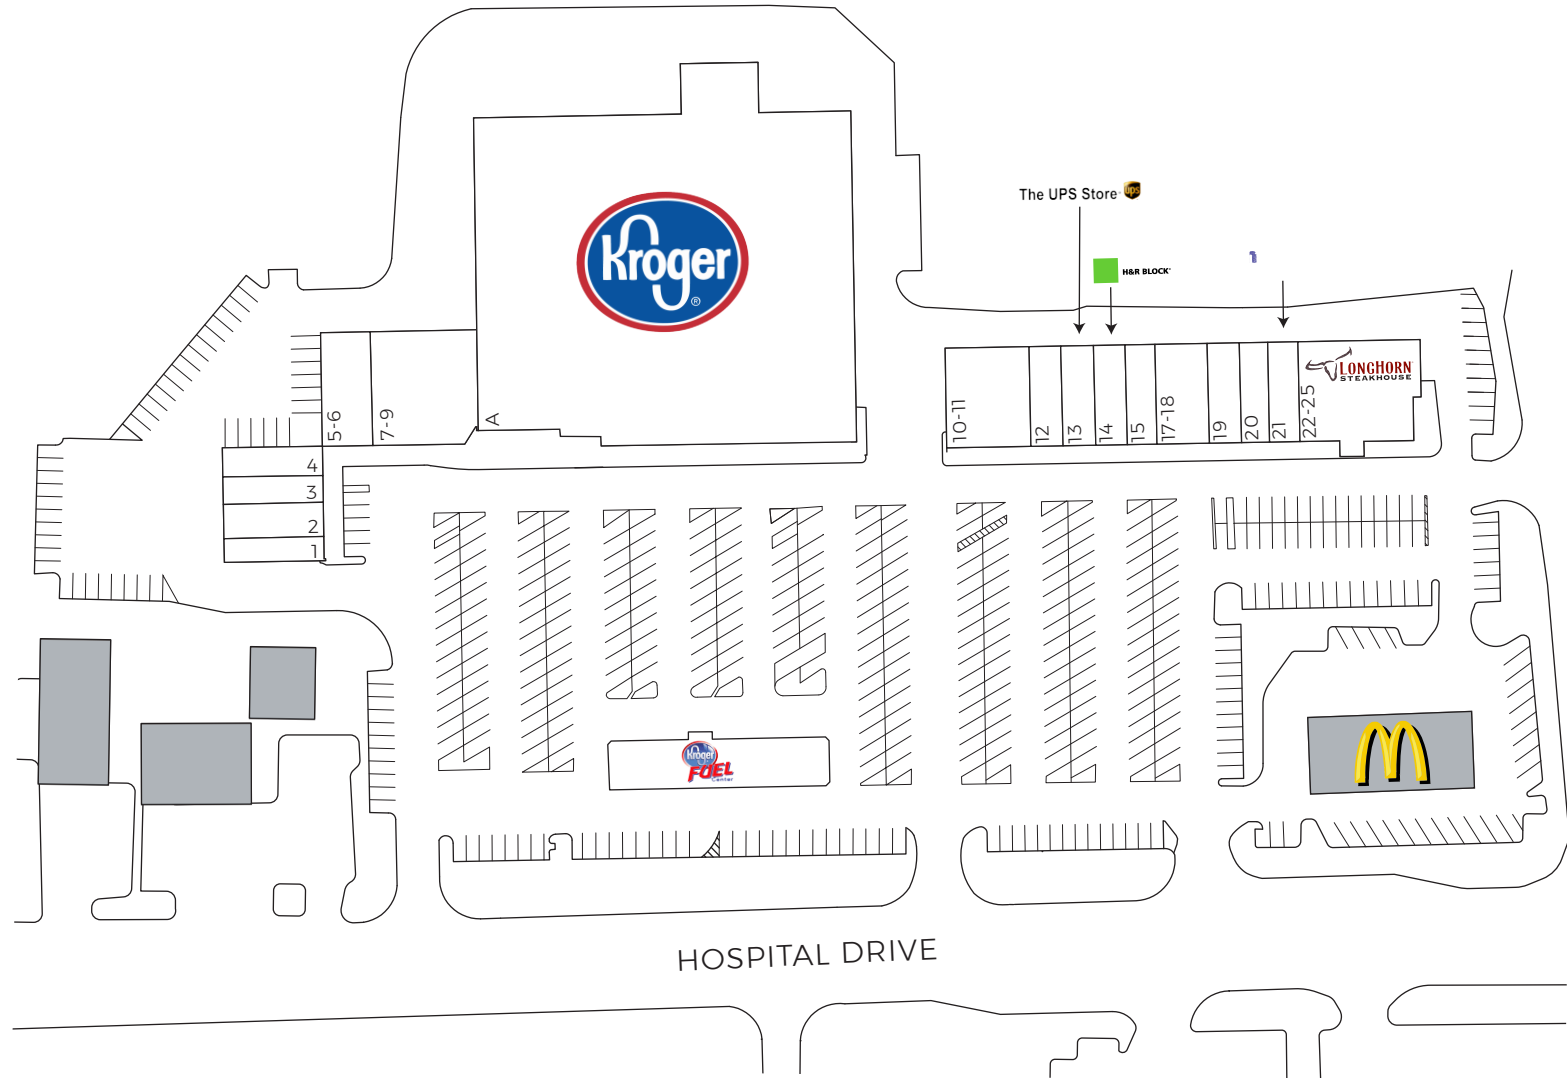 Kroger
®
The UPS Store
ups
H&R BLOCK
LONGHORN
STEAKHOUSE
5-6
7-9
A
10-11
12
13
14
15
17-18
19
20
21
22-25
4
3
2
1
Kroger
FUEL
Center
M
HOSPITAL DRIVE